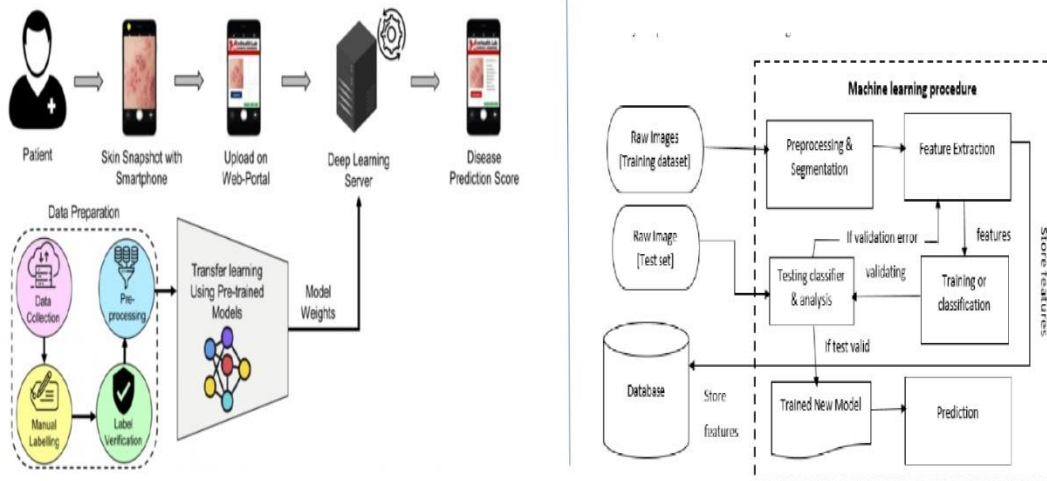 Patient
Skin Snapshot with
Smartphone
Upload on
Web-Portal
Deep Learning
Server
Disease
Prediction Score
Data Preparation
Data
Collection
Pre-
processing
Manual
Labelling
Label
Verification
Transfer learning
Using Pre-trained
Models
Model
Weights
Machine learning procedure
Raw Images
[Training dataset]
Preprocessing &
Segmentation
Feature Extraction
Raw Image
[Test set]
If validation error
features
Testing classifier
& analysis
validating
Training or
classification
Store features
If test valid
Database
Store
features
Trained New Model
Prediction